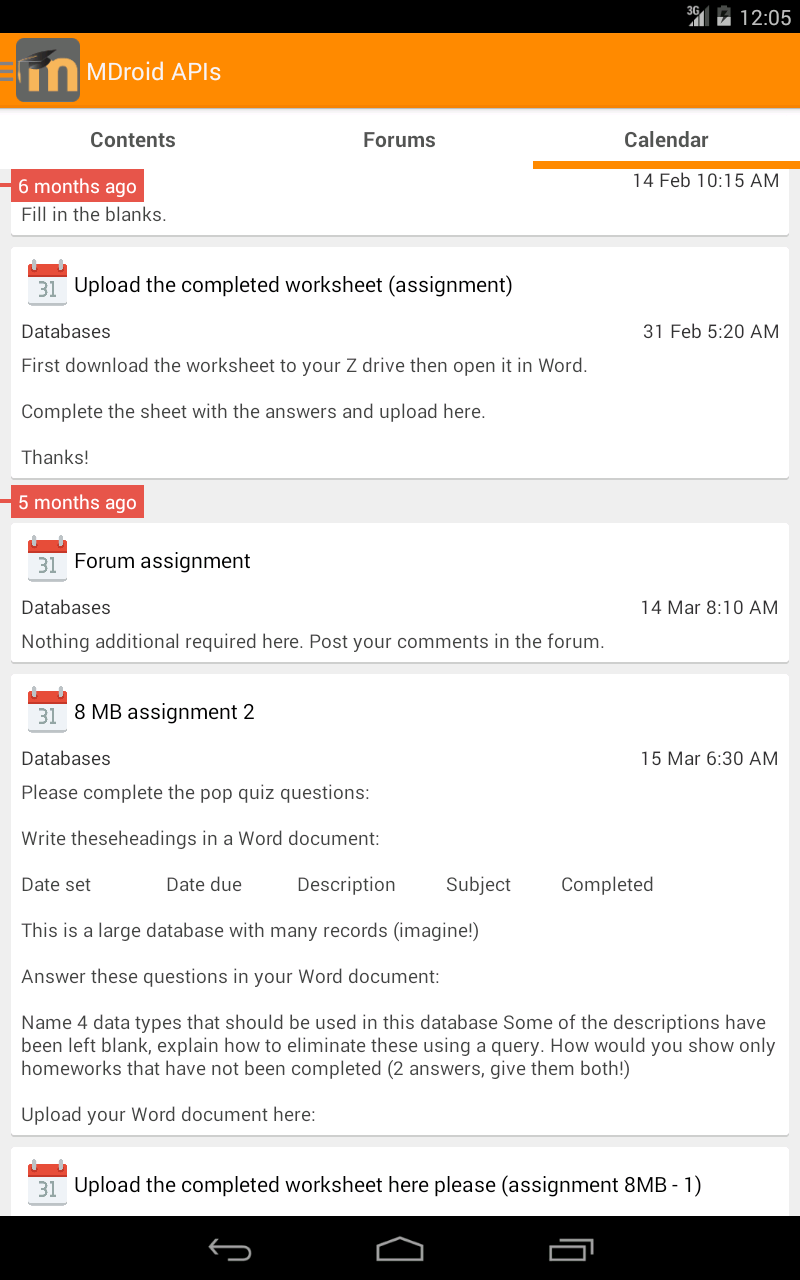 3G 12:05
m MDroid APIs
Contents Forums Calendar
6 months ago 14 Feb 10:15 AM
Fill in the blanks.
31 Upload the completed worksheet (assignment)
Databases 31 Feb 5:20 AM
First download the worksheet to your Z drive then open it in Word.
Complete the sheet with the answers and upload here.
Thanks!
5 months ago
31 Forum assignment
Databases 14 Mar 8:10 AM
Nothing additional required here. Post your comments in the forum.
31 8 MB assignment 2
Databases 15 Mar 6:30 AM
Please complete the pop quiz questions:
Write theseheadings in a Word document:
Date set Date due Description Subject Completed
This is a large database with many records (imagine!)
Answer these questions in your Word document:
Name 4 data types that should be used in this database Some of the descriptions have
been left blank, explain how to eliminate these using a query. How would you show only
homeworks that have not been completed (2 answers, give them both!)
Upload your Word document here:
31 Upload the completed worksheet here please (assignment 8MB - 1)